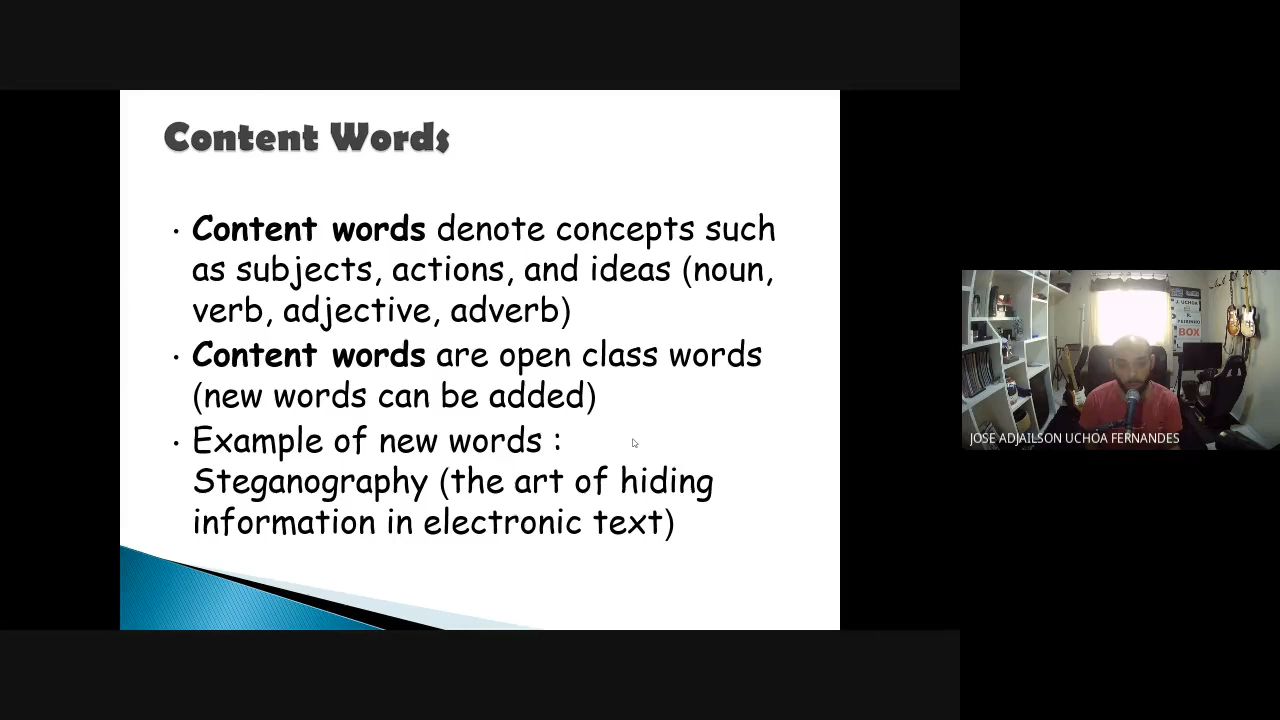 Content Words
• Content words denote concepts such
as subjects, actions, and ideas (noun,
verb, adjective, adverb)
• Content words are open class words
(new words can be added)
• Example of new words :
Steganography (the art of hiding
information in electronic text)
J. UCHOA
BOX
JOSE ADJAILSON UCHOA FERNANDES